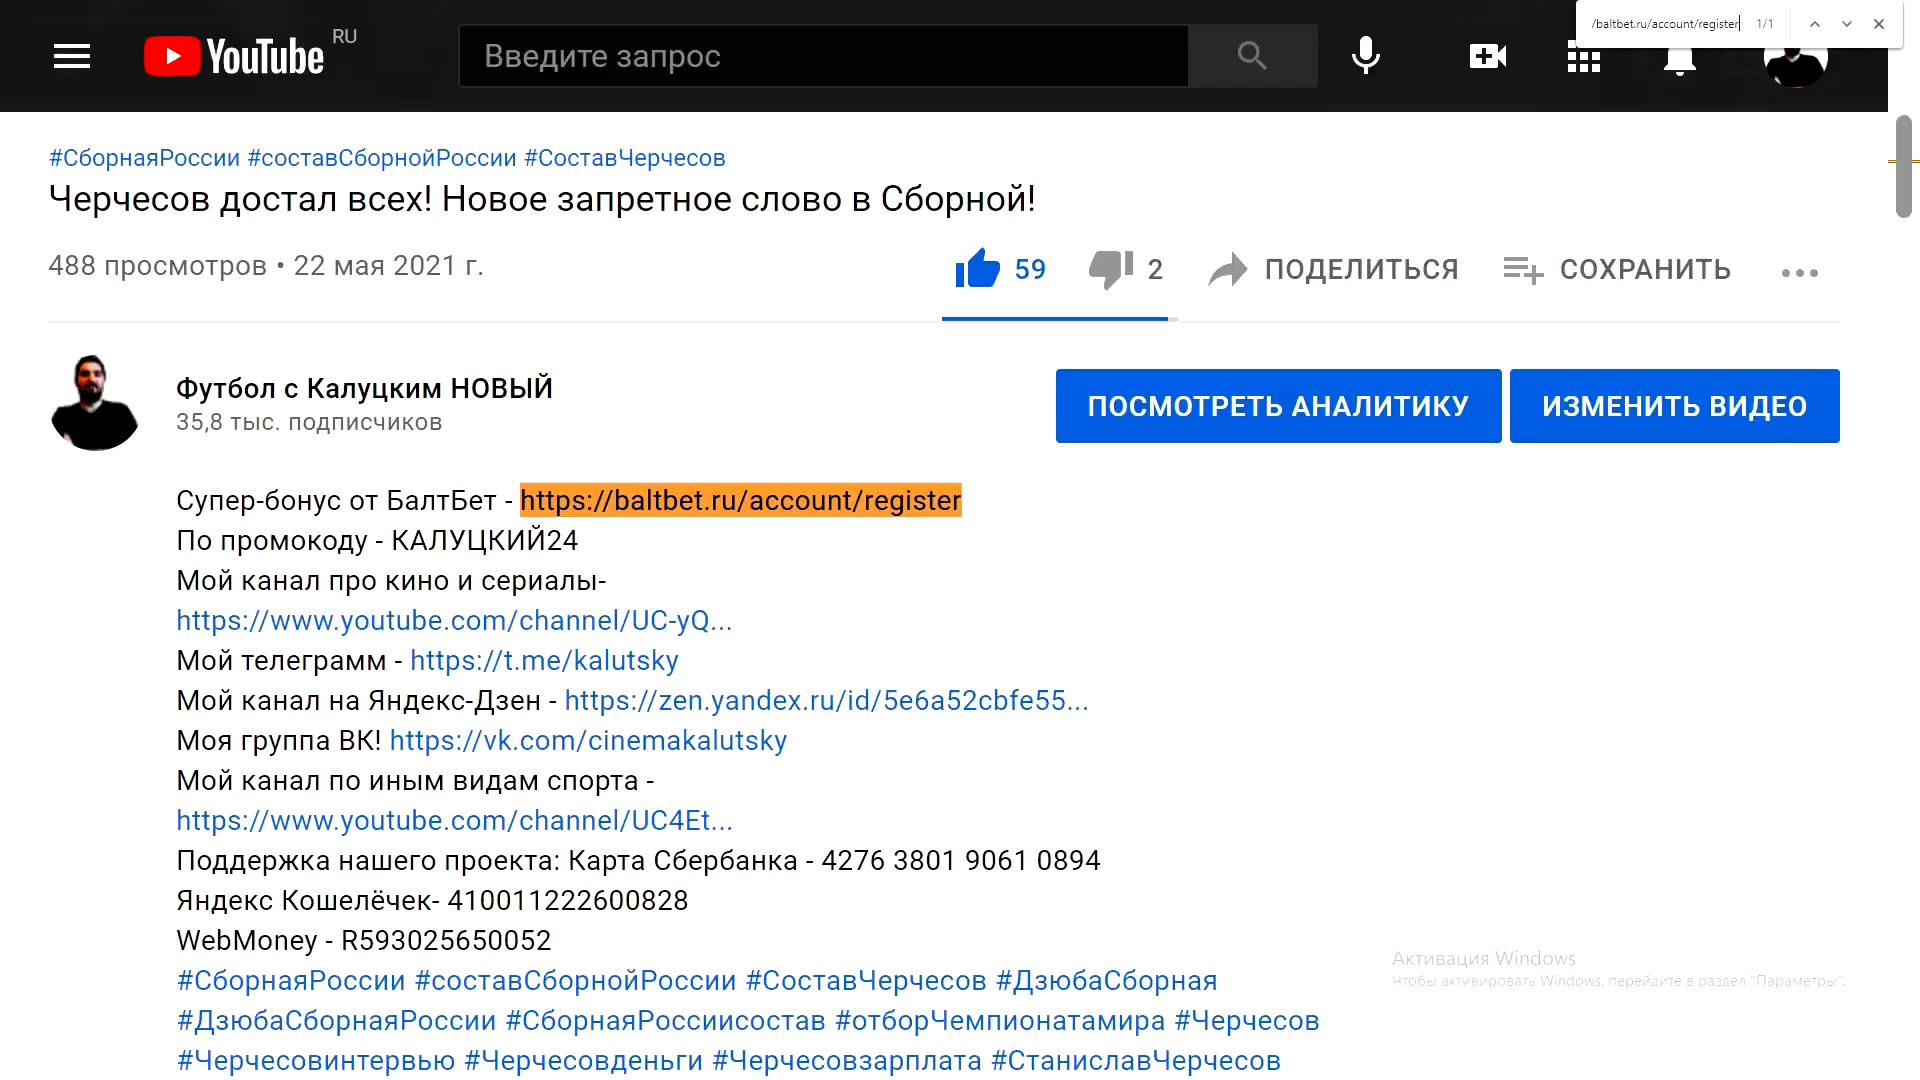 /baltbet.ru/account/register 1/1
YouTube RU
Введите запрос
#СборнаяРоссии #составСборнойРоссии #СоставЧерчесов
Черчесов достал всех! Новое запретное слово в Сборной!
488 просмотров • 22 мая 2021 г.
59 2 ПОДЕЛИТЬСЯ СОХРАНИТЬ
Футбол с Калуцким НОВЫЙ
35,8 тыс. подписчиков
ПОСМОТРЕТЬ АНАЛИТИКУ ИЗМЕНИТЬ ВИДЕО
Супер-бонус от БалтБет - https://baltbet.ru/account/register
По промокоду - КАЛУЦКИЙ24
Мой канал про кино и сериалы-
https://www.youtube.com/channel/UC-yQ...
Мой телеграмм - https://t.me/kalutsky
Мой канал на Яндекс-Дзен - https://zen.yandex.ru/id/5e6a52cbfe55...
Моя группа ВК! https://vk.com/cinemakalutsky
Мой канал по иным видам спорта -
https://www.youtube.com/channel/UC4Et...
Поддержка нашего проекта: Карта Сбербанка - 4276 3801 9061 0894
Яндекс Кошелёчек- 410011222600828
WebMoney - R593025650052
#СборнаяРоссии #составСборнойРоссии #СоставЧерчесов #ДзюбаСборная
#ДзюбаСборнаяРоссии #СборнаяРоссиисостав #отборЧемпионатамира #Черчесов
#Черчесовинтервью #Черчесовденьги #Черчесовзарплата #СтаниславЧерчесов
Активация Windows
Чтобы активировать Windows, перейдите в раздел "Параметры".